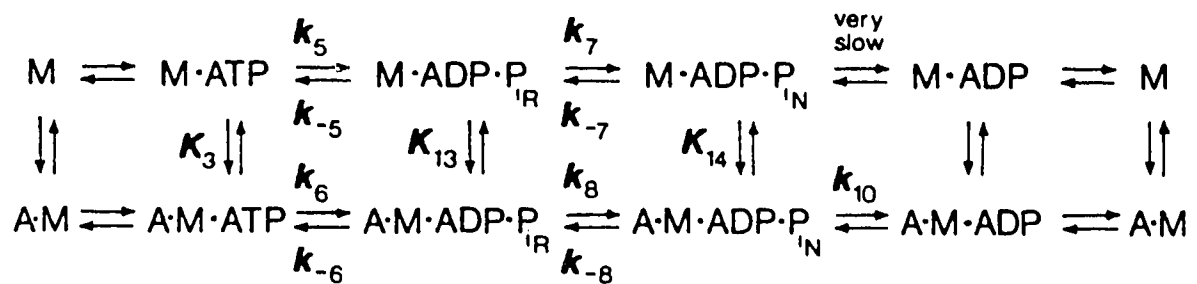 k5 k7 very slow
M ⇌ M·ATP ⇌ M·ADP·PiR ⇌ M·ADP·PiN ⇌ M·ADP ⇌ M
k-5 k-7
K3 K13 K14
k6 k8 k10
A·M ⇌ A·M·ATP ⇌ A·M·ADP·PiR ⇌ A·M·ADP·PiN ⇌ A·M·ADP ⇌ A·M
k-6 k-8